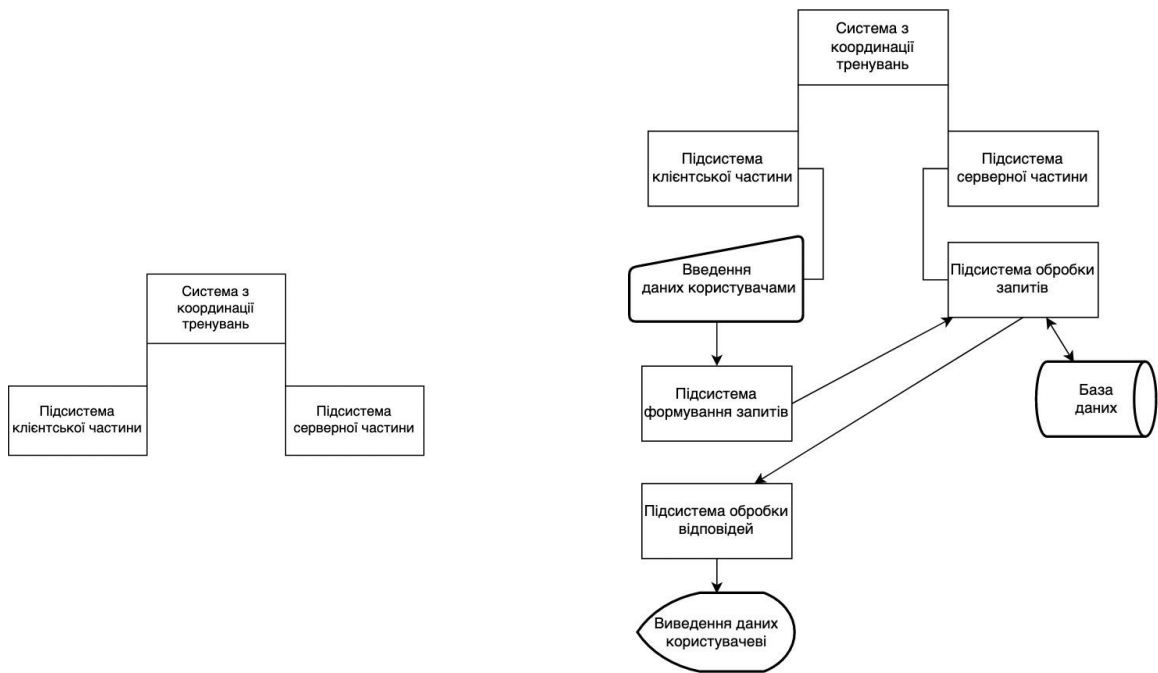 Система з
координації
тренувань
Підсистема
клієнтської частини
Підсистема
серверної частини
Система з
координації
тренувань
Підсистема
клієнтської частини
Підсистема
серверної частини
Введення
даних користувачами
Підсистема обробки
запитів
Підсистема
формування запитів
База
даних
Підсистема обробки
відповідей
Виведення даних
користувачеві